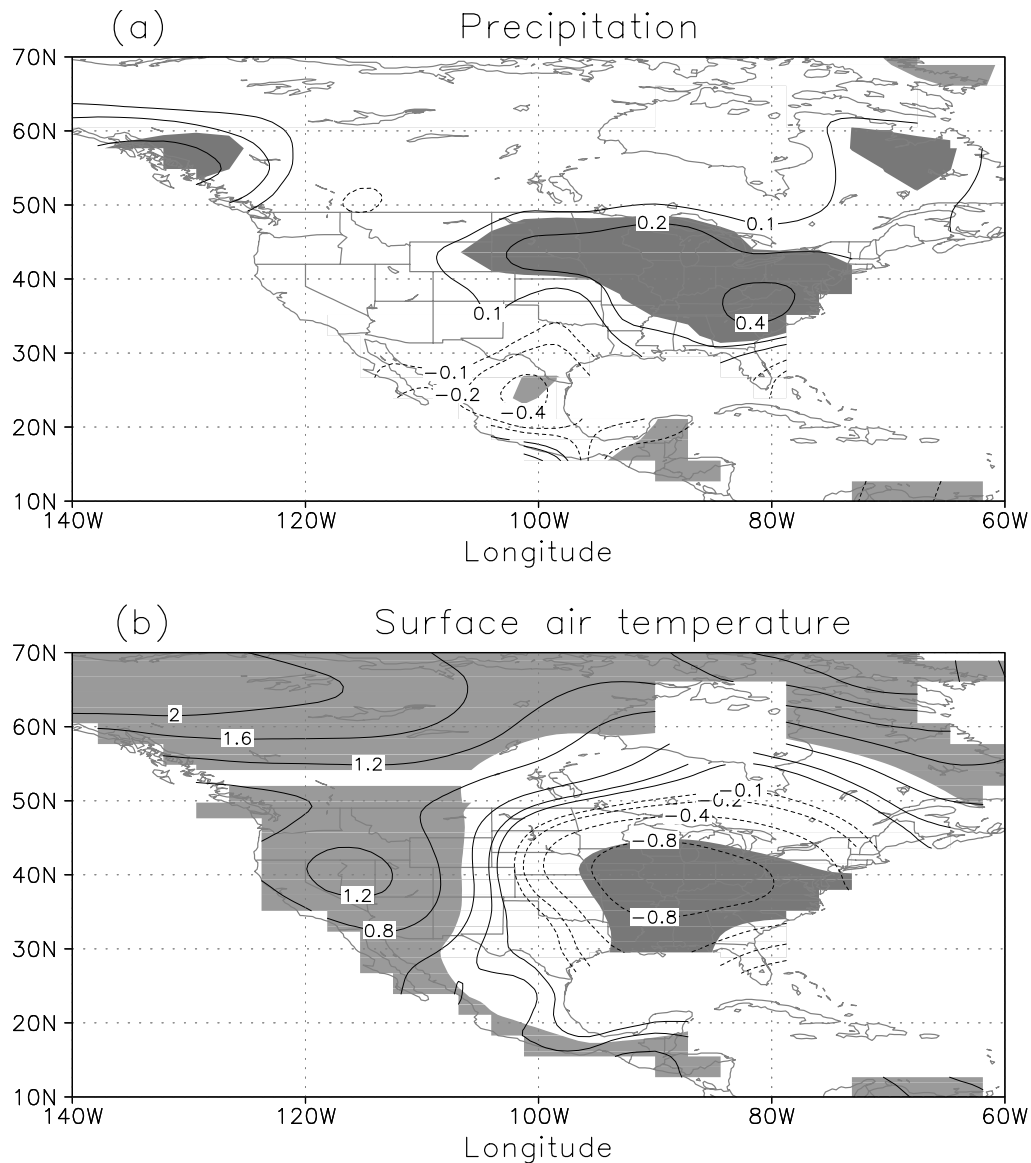 (a) Precipitation
70N
60N
50N
40N
30N
20N
10N
0.2
0.1
0.1
0.4
−0.1
−0.2
−0.4
140W 120W 100W 80W 60W
Longitude
(b) Surface air temperature
70N
60N
50N
40N
30N
20N
10N
2
1.6
1.2
−0.1
−0.2
−0.4
−0.8
1.2
−0.8
0.8
140W 120W 100W 80W 60W
Longitude